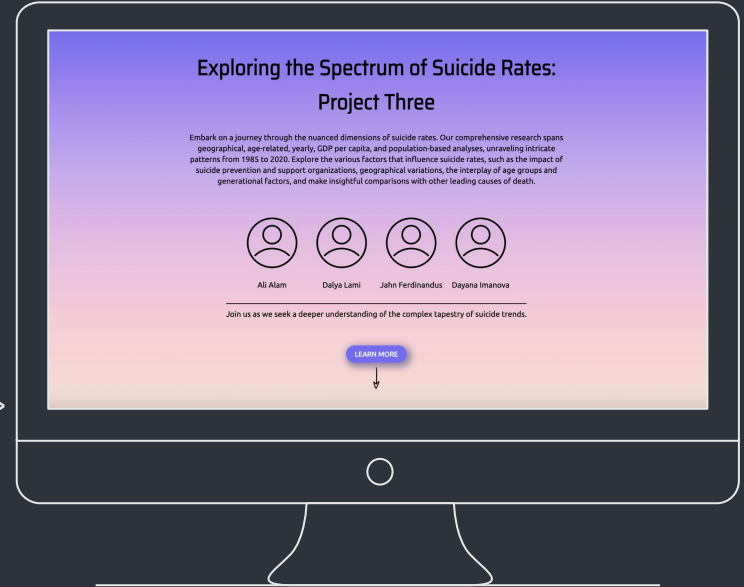 Exploring the Spectrum of Suicide Rates:
Project Three
Embark on a journey through the nuanced dimensions of suicide rates. Our comprehensive research spans
geographical, age-related, yearly, GDP per capita, and population-based analyses, unraveling intricate
patterns from 1985 to 2020. Explore the various factors that influence suicide rates, such as the impact of
suicide prevention and support organizations, geographical variations, the interplay of age groups and
generational factors, and make insightful comparisons with other leading causes of death.
Ali Alam Dalya Lami Jahn Ferdinandus Dayana Imanova
Join us as we seek a deeper understanding of the complex tapestry of suicide trends.
LEARN MORE